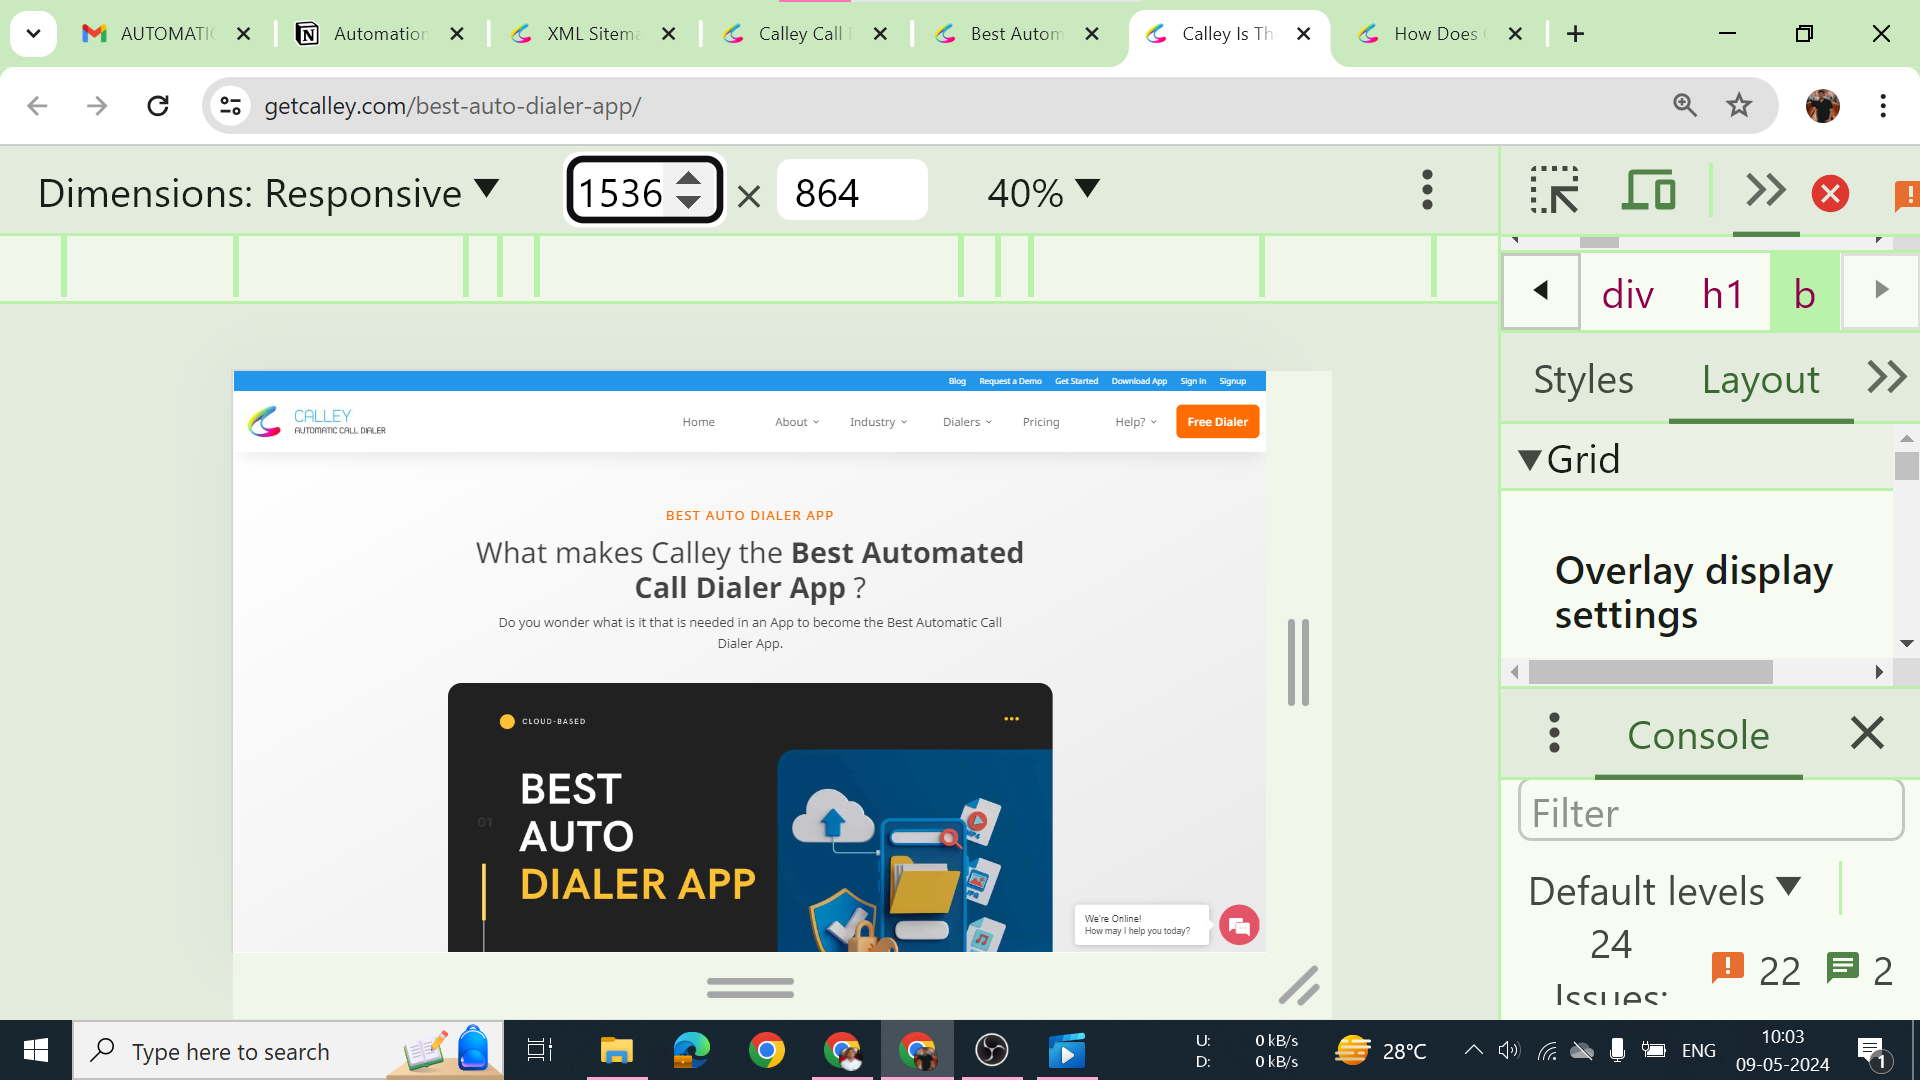 AUTOMATIC
Automation
XML Sitema
Calley Call
Best Autom
Calley Is Th
How Does
getcalley.com/best-auto-dialer-app/
Dimensions: Responsive
1536
×
864
40%
div
h1
b
Styles
Layout
Grid
Overlay display
settings
Console
Filter
Default levels
24
Issues:
22
2
Blog
Request a Demo
Get Started
Download App
Sign in
Signup
CALLEY
AUTOMATIC CALL DIALER
Home
About
Industry
Dialers
Pricing
Help?
Free Dialer
BEST AUTO DIALER APP
What makes Calley the Best Automated
Call Dialer App ?
Do you wonder what is it that is needed in an App to become the Best Automatic Call
Dialer App.
CLOUD-BASED
01
BEST
AUTO
DIALER APP
MP4
JPG
We're Online!
How may I help you today?
Type here to search
U:
0 kB/s
D:
0 kB/s
28°C
ENG
10:03
09-05-2024
1